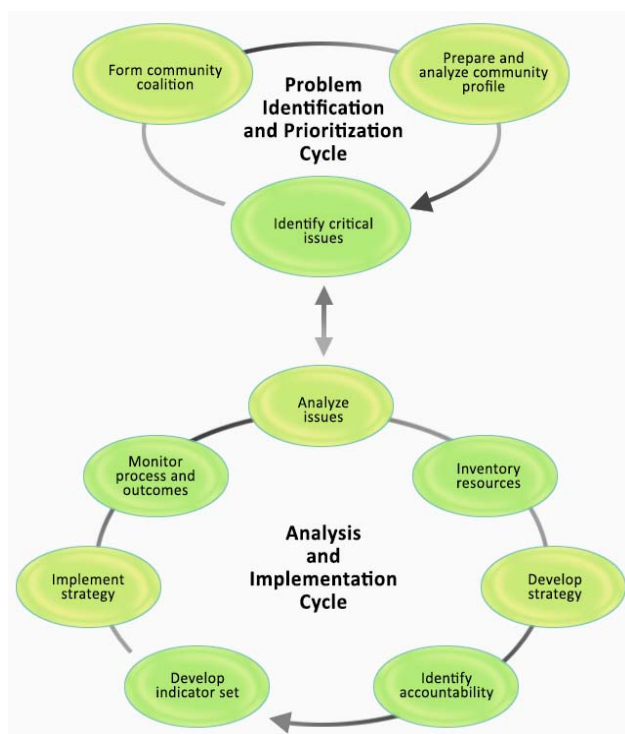 Form community
coalition
Prepare and
analyze community
profile
Problem
Identification
and Prioritization
Cycle
Identify critical
issues
Analyze
issues
Monitor
process and
outcomes
Inventory
resources
Analysis
and
Implementation
Cycle
Implement
strategy
Develop
strategy
Develop
indicator set
Identify
accountability